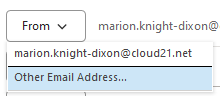 From marion.knight-dixon@
marion.knight-dixon@cloud21.net
Other Email Address...